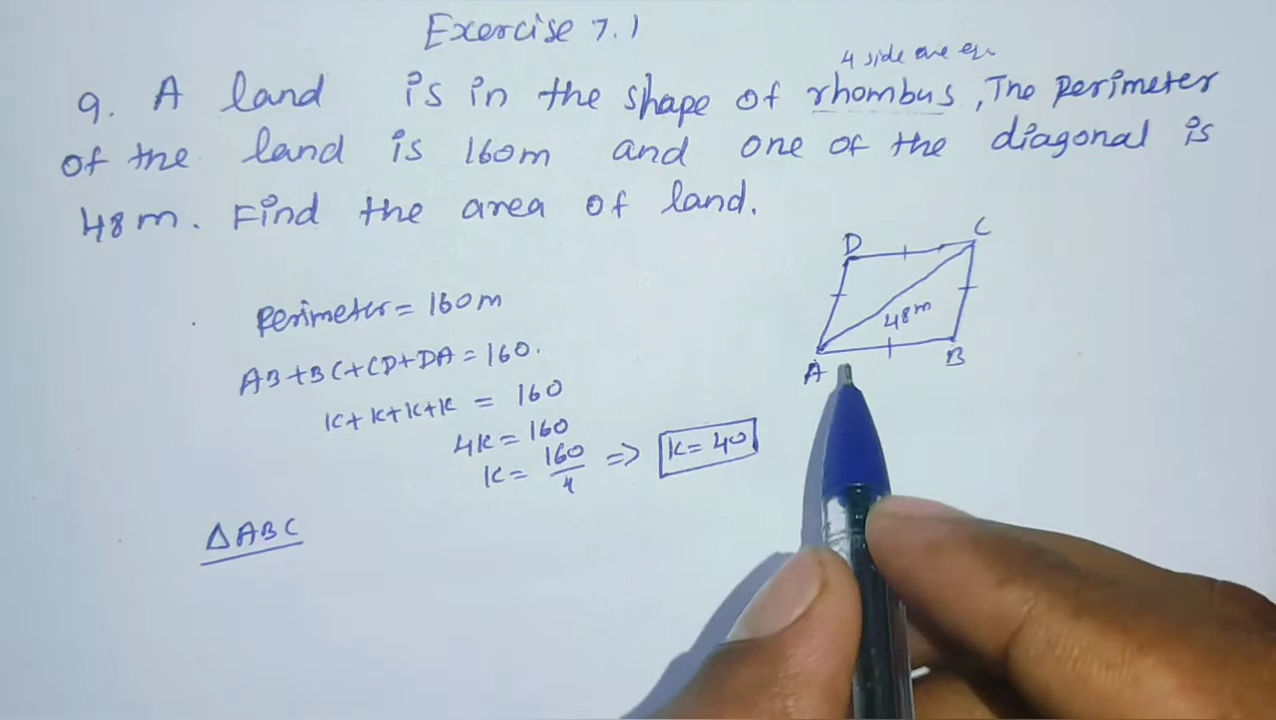 Exercise 7.1
4 side are eq
9. A land is in the shape of rhombus, The perimeter
of the land is 160m and one of the diagonal is
48m. Find the area of land.
D
C
48m
A
B
Perimeter = 160m
AB+BC+CD+DA = 160.
K+K+K+K = 160
4K = 160
K = 160/4 => K = 40
△ABC